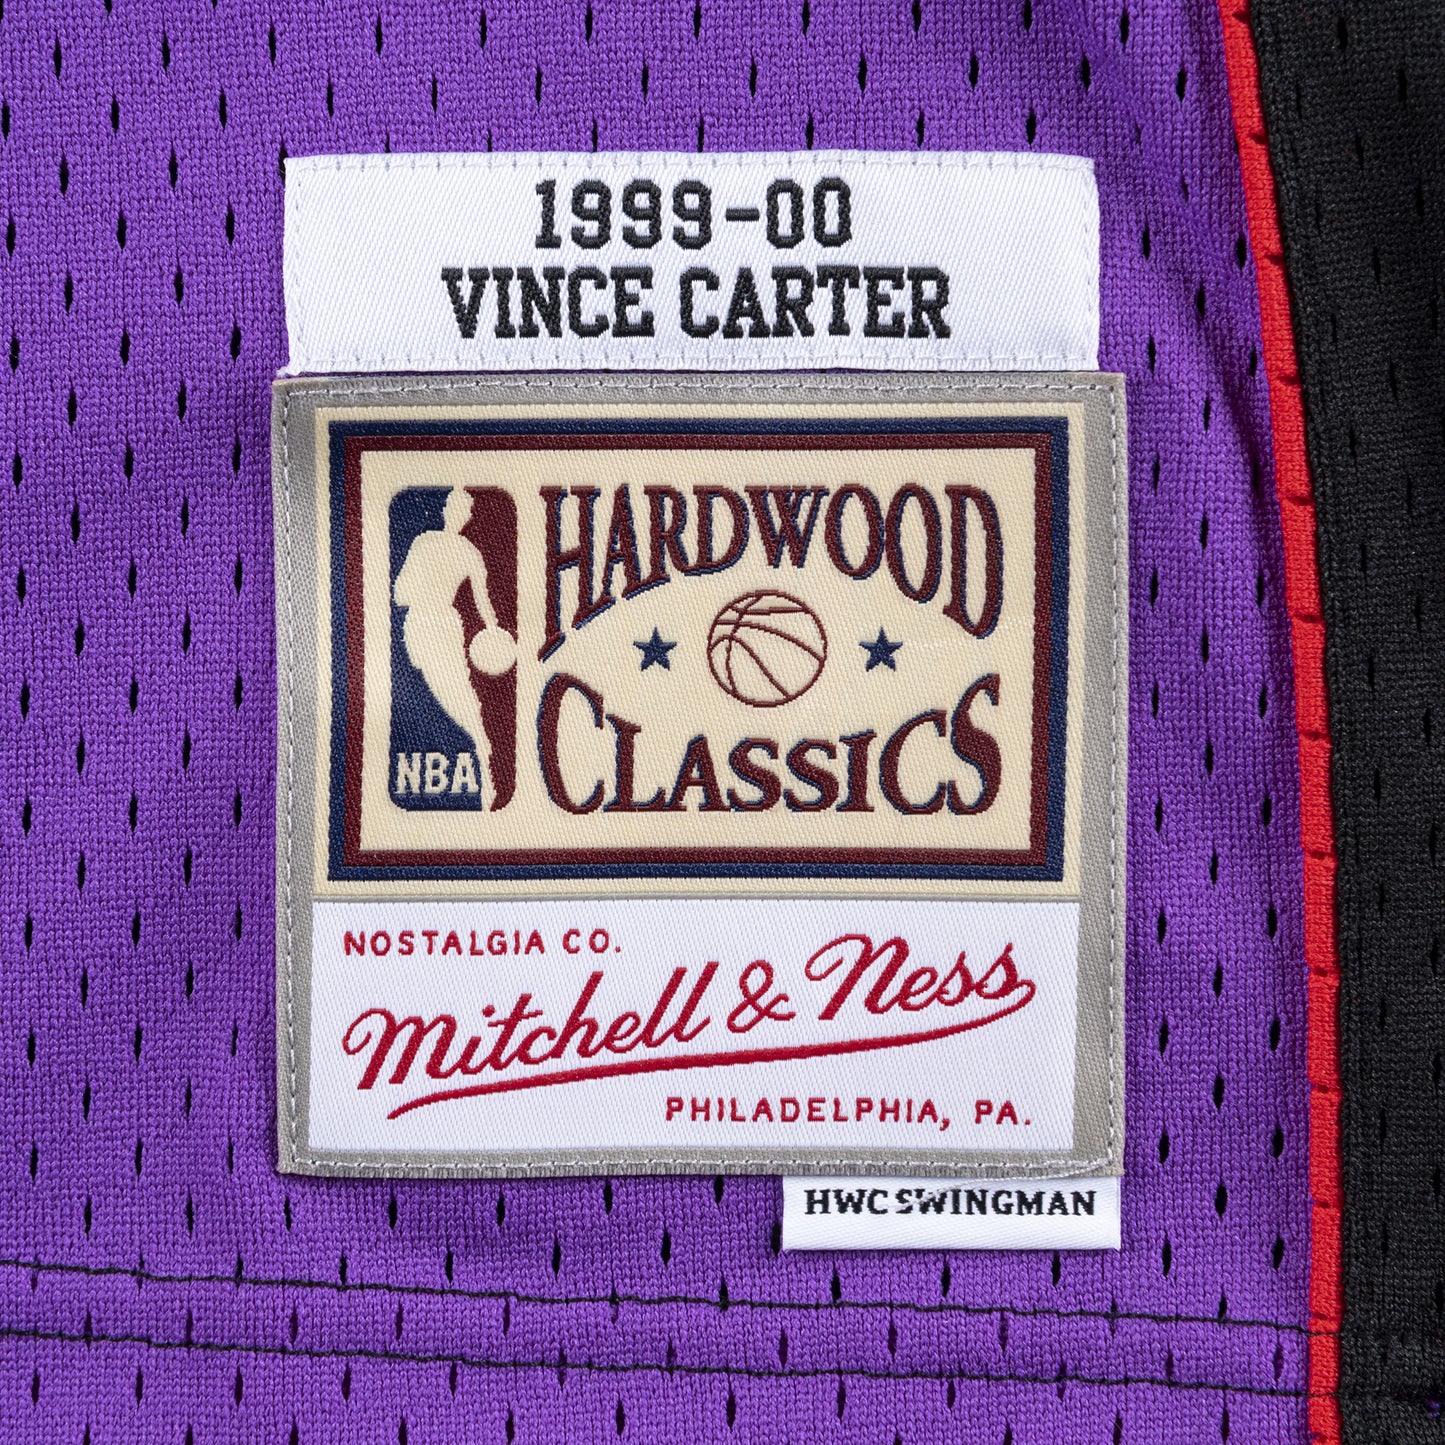 1999-00
VINCE CARTER
HARDWOOD
CLASSICS
NBA
NOSTALGIA CO.
Mitchell & Ness
PHILADELPHIA, PA.
HWC SWINGMAN